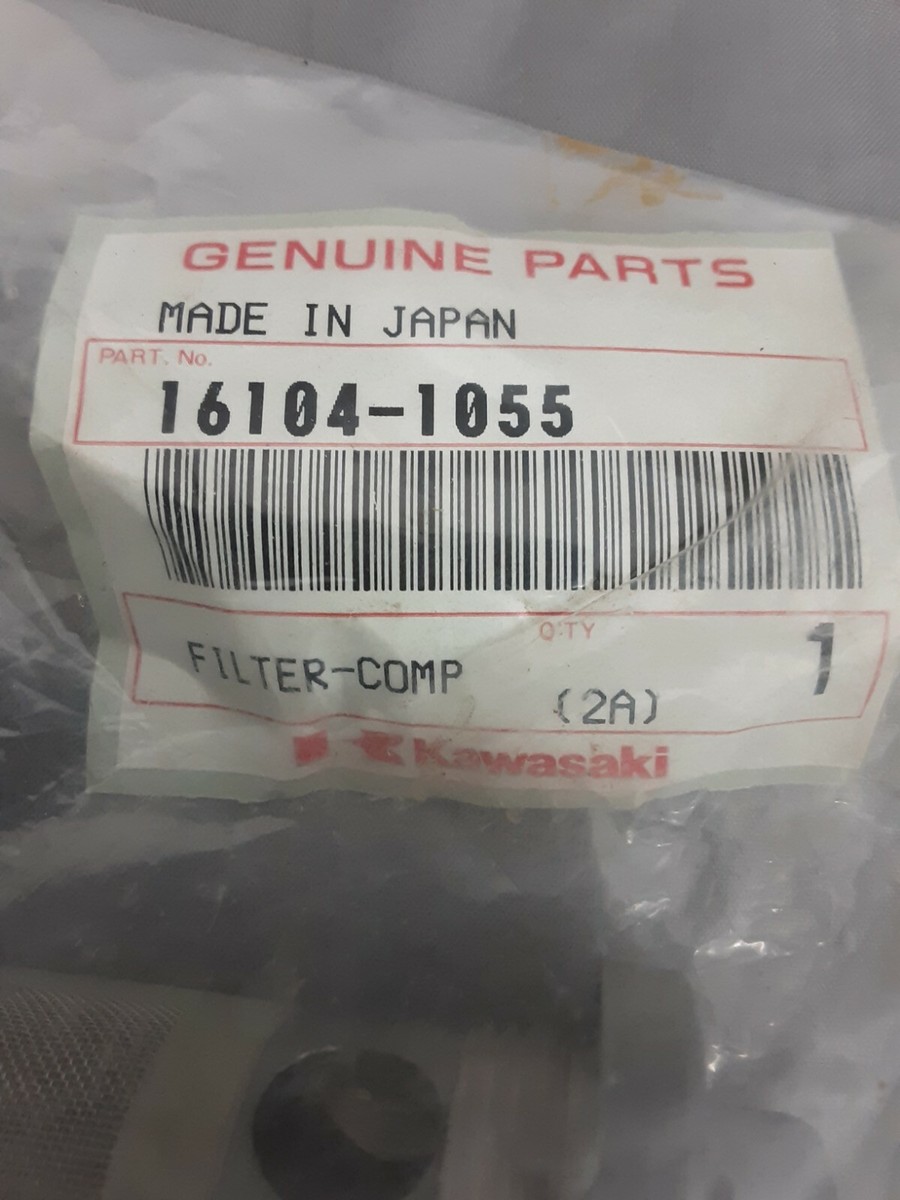 GENUINE PARTS
MADE IN JAPAN
PART. No.
16104-1055
FILTER-COMP
Q'TY
1
(2A)
Kawasaki